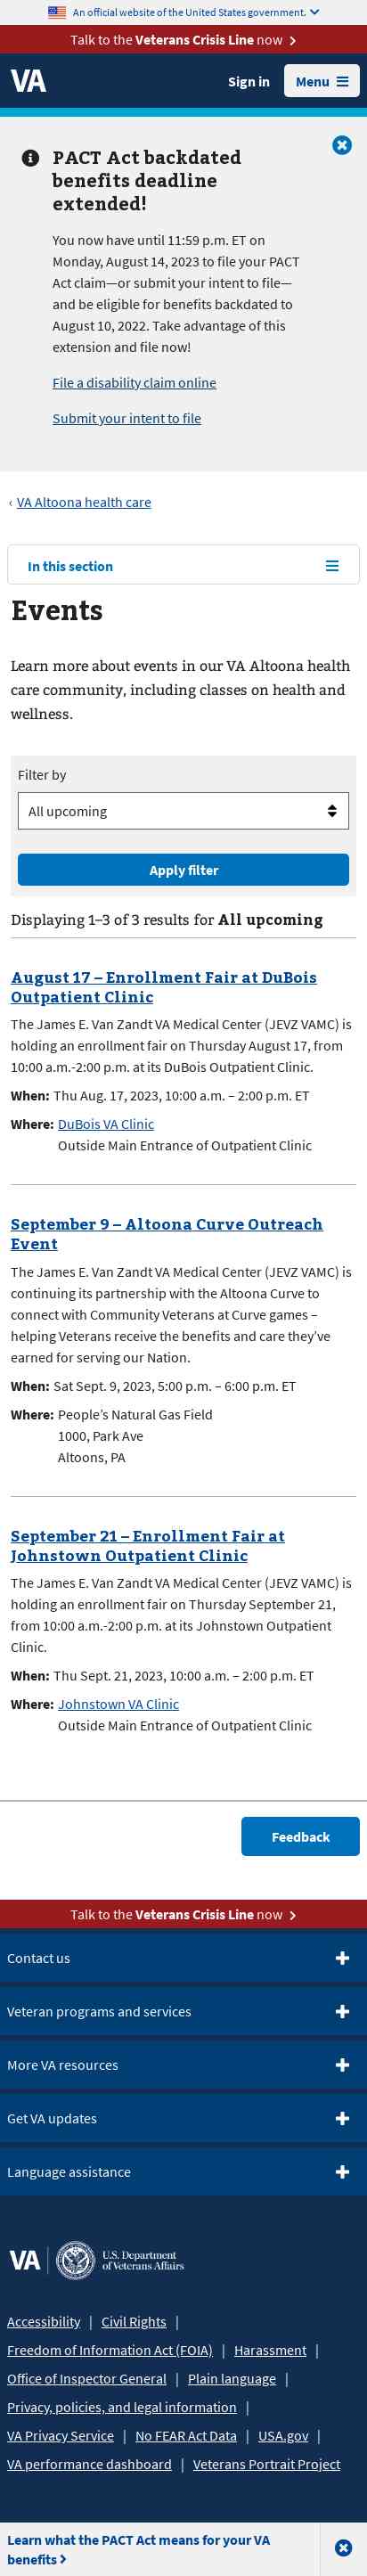 An official website of the United States government.
Talk to the Veterans Crisis Line now
VA
Sign in
Menu
PACT Act backdated
benefits deadline
extended!
You now have until 11:59 p.m. ET on
Monday, August 14, 2023 to file your PACT
Act claim—or submit your intent to file—
and be eligible for benefits backdated to
August 10, 2022. Take advantage of this
extension and file now!
File a disability claim online
Submit your intent to file
‹ VA Altoona health care
In this section
Events
Learn more about events in our VA Altoona health
care community, including classes on health and
wellness.
Filter by
All upcoming
Apply filter
Displaying 1–3 of 3 results for All upcoming
August 17 – Enrollment Fair at DuBois
Outpatient Clinic
The James E. Van Zandt VA Medical Center (JEVZ VAMC) is
holding an enrollment fair on Thursday August 17, from
10:00 a.m.-2:00 p.m. at its DuBois Outpatient Clinic.
When: Thu Aug. 17, 2023, 10:00 a.m. – 2:00 p.m. ET
Where: DuBois VA Clinic
Outside Main Entrance of Outpatient Clinic
September 9 – Altoona Curve Outreach
Event
The James E. Van Zandt VA Medical Center (JEVZ VAMC) is
continuing its partnership with the Altoona Curve to
connect with Community Veterans at Curve games –
helping Veterans receive the benefits and care they’ve
earned for serving our Nation.
When: Sat Sept. 9, 2023, 5:00 p.m. – 6:00 p.m. ET
Where: People’s Natural Gas Field
1000, Park Ave
Altoons, PA
September 21 – Enrollment Fair at
Johnstown Outpatient Clinic
The James E. Van Zandt VA Medical Center (JEVZ VAMC) is
holding an enrollment fair on Thursday September 21,
from 10:00 a.m.-2:00 p.m. at its Johnstown Outpatient
Clinic.
When: Thu Sept. 21, 2023, 10:00 a.m. – 2:00 p.m. ET
Where: Johnstown VA Clinic
Outside Main Entrance of Outpatient Clinic
Feedback
Talk to the Veterans Crisis Line now
Contact us
Veteran programs and services
More VA resources
Get VA updates
Language assistance
VA
U.S. Department
of Veterans Affairs
Accessibility | Civil Rights |
Freedom of Information Act (FOIA) | Harassment |
Office of Inspector General | Plain language |
Privacy, policies, and legal information |
VA Privacy Service | No FEAR Act Data | USA.gov |
VA performance dashboard | Veterans Portrait Project
Learn what the PACT Act means for your VA
benefits